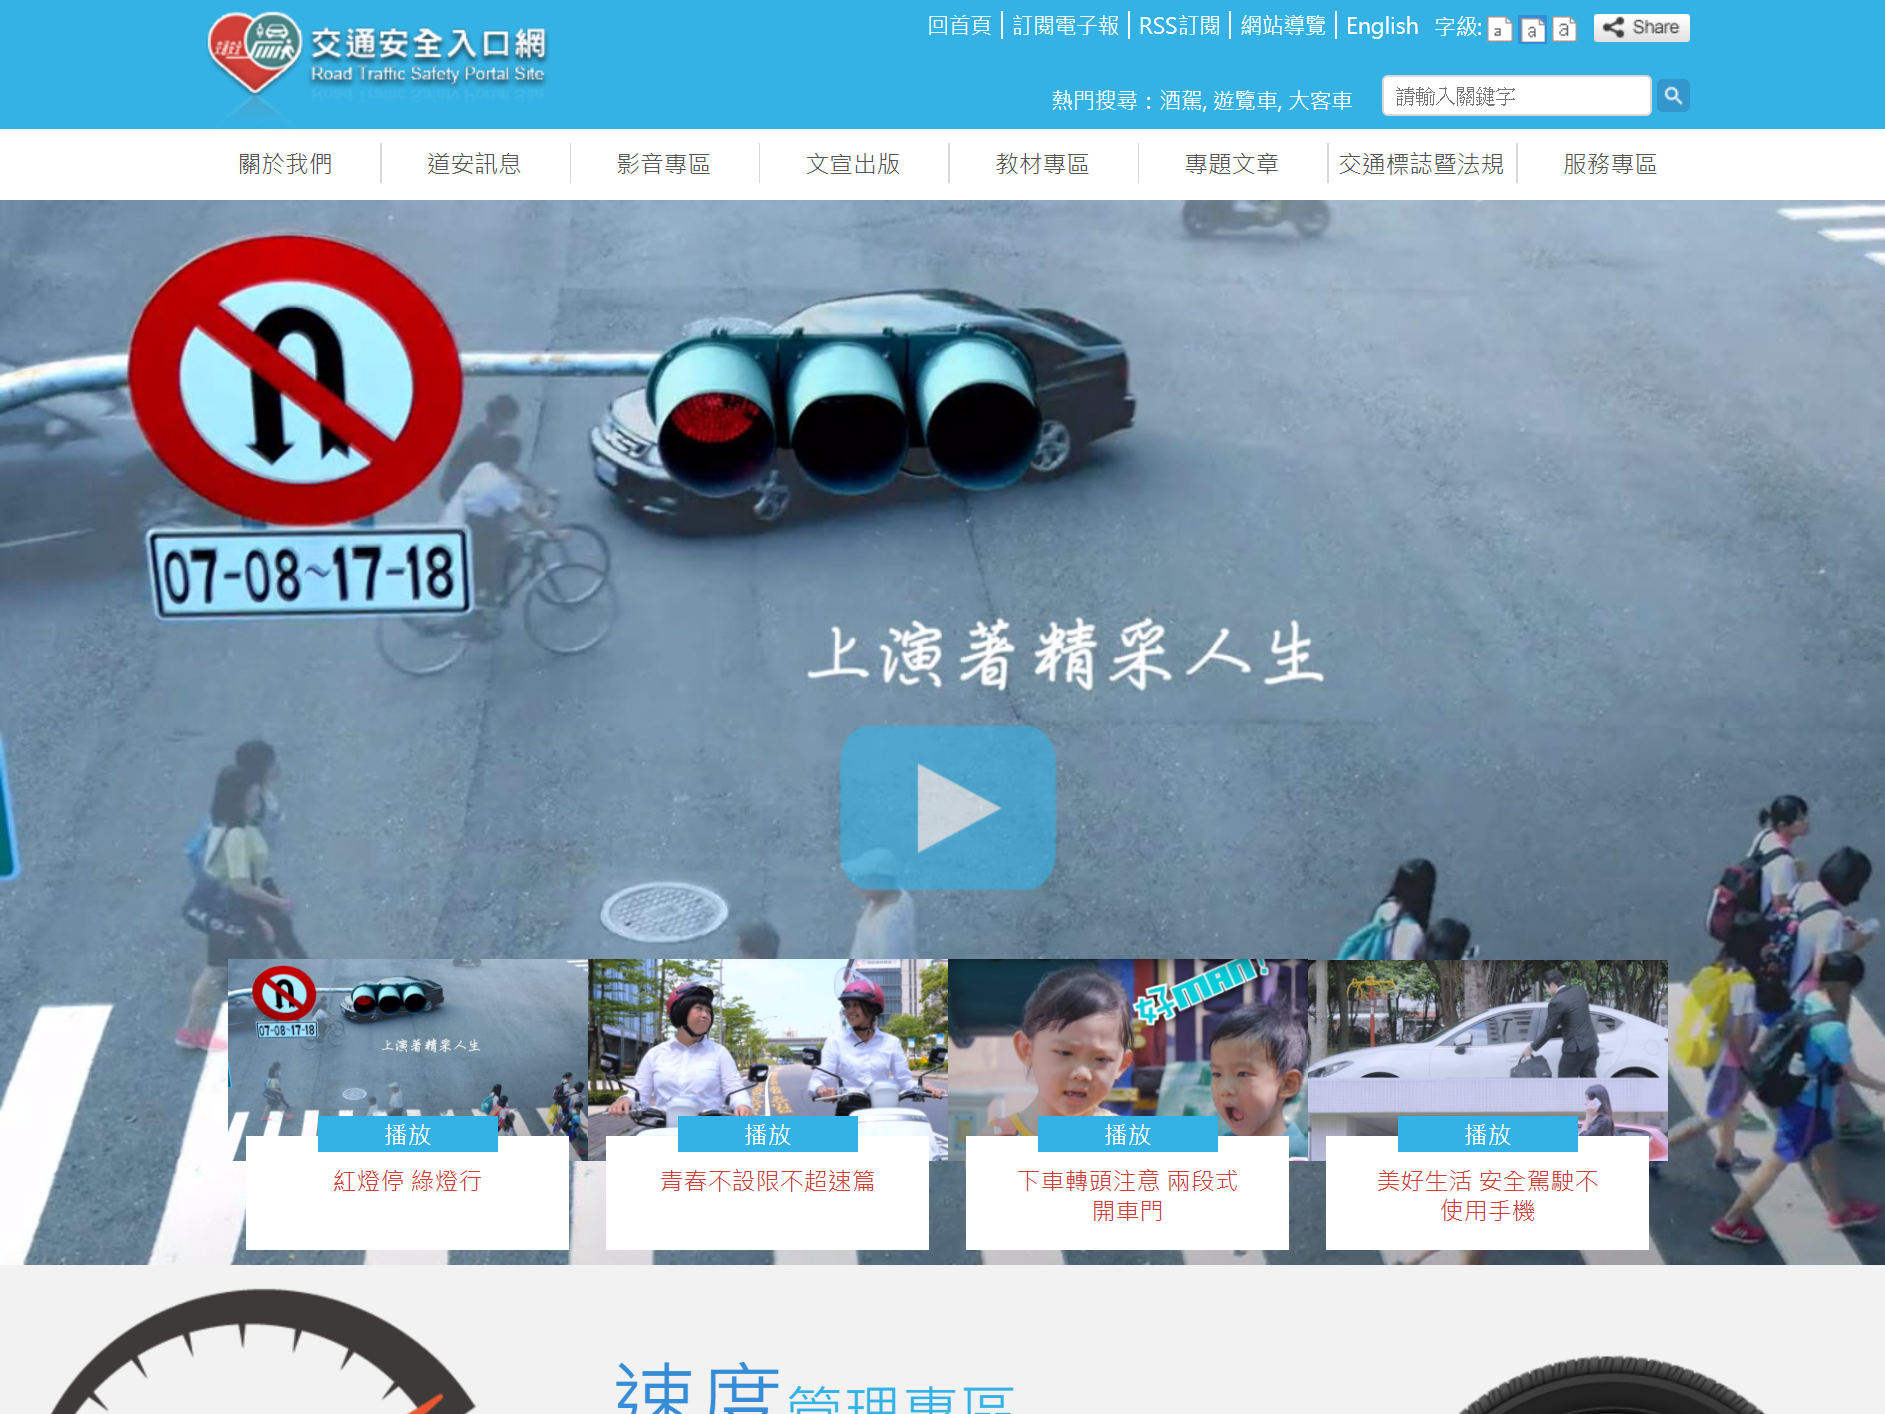 交通安全入口網
Road Traffic Safety Portal Site
回首頁 訂閱電子報 RSS訂閱 網站導覽 English 字級: a a a Share
熱門搜尋：酒駕, 遊覽車, 大客車 請輸入關鍵字
關於我們 道安訊息 影音專區 文宣出版 教材專區 專題文章 交通標誌暨法規 服務專區
07-08~17-18
上演著精采人生
07-08~17-18
上演著精采人生
好MAN!
播放 播放 播放 播放
紅燈停 綠燈行
青春不設限不超速篇
下車轉頭注意 兩段式
開車門
美好生活 安全駕駛不
使用手機
速度管理專區